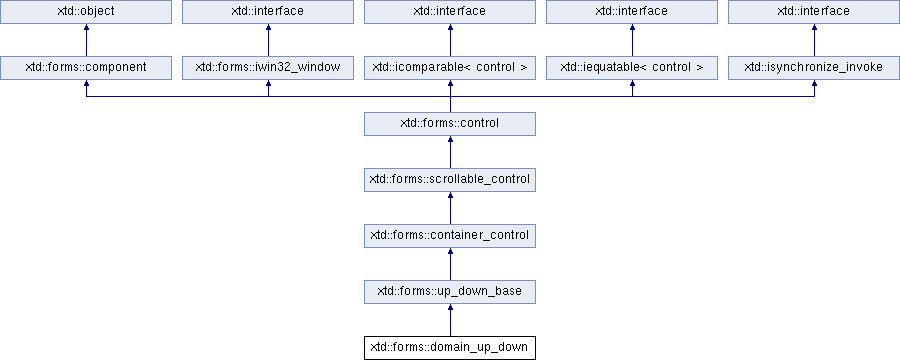 xtd::object
xtd::interface
xtd::interface
xtd::interface
xtd::interface
xtd::forms::component
xtd::forms::iwin32_window
xtd::icomparable< control >
xtd::iequatable< control >
xtd::isynchronize_invoke
xtd::forms::control
xtd::forms::scrollable_control
xtd::forms::container_control
xtd::forms::up_down_base
xtd::forms::domain_up_down